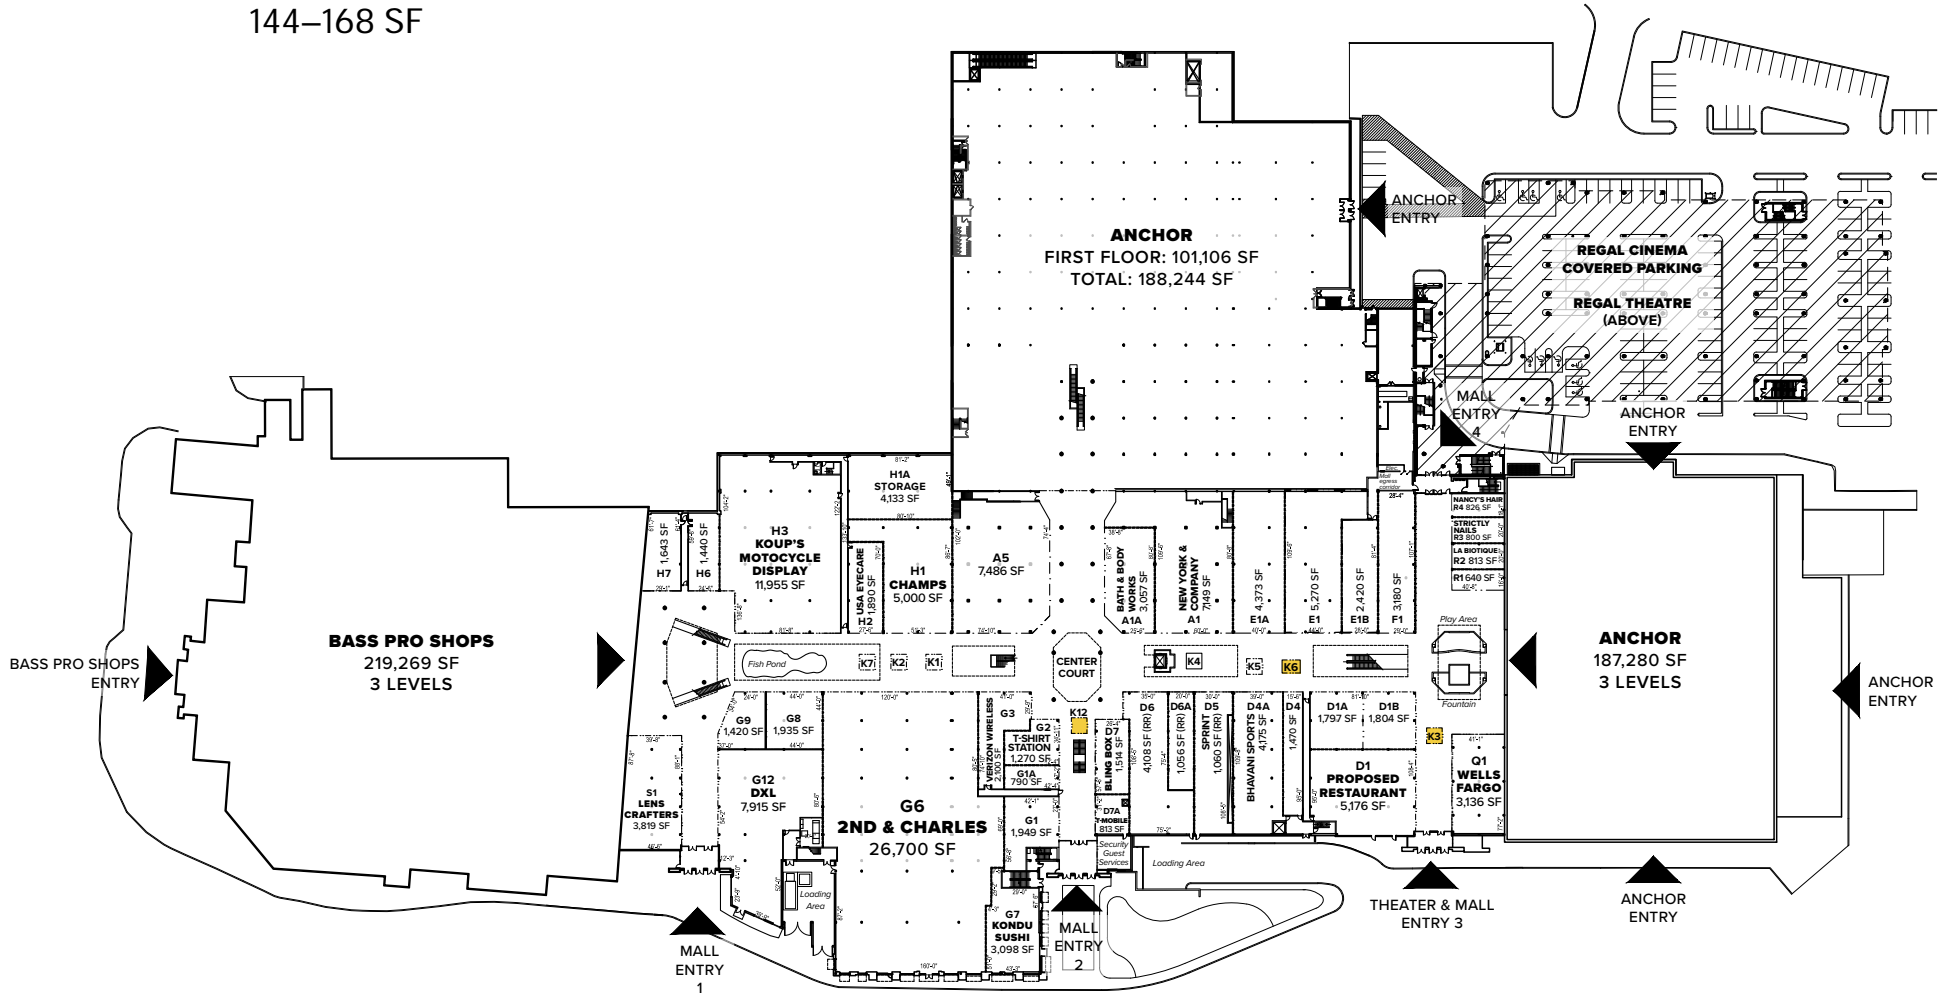 144–168 SF
ANCHOR
FIRST FLOOR: 101,106 SF
TOTAL: 188,244 SF
ANCHOR
ENTRY
REGAL CINEMA
COVERED PARKING
REGAL THEATRE
(ABOVE)
MALL
ENTRY
4
ANCHOR
ENTRY
BASS PRO SHOPS
ENTRY
BASS PRO SHOPS
219,269 SF
3 LEVELS
H7
1,643 SF
H6
1,440 SF
H3
KOUP'S
MOTOCYCLE
DISPLAY
11,955 SF
H1A
STORAGE
4,133 SF
USA EYECARE
1,890 SF
H2
H1
CHAMPS
5,000 SF
A5
7,486 SF
BATH & BODY
WORKS
3,057 SF
A1A
NEW YORK &
COMPANY
7,149 SF
A1
4,373 SF
E1A
5,270 SF
E1
2,420 SF
E1B
3,180 SF
F1
Elec.
Mall
egress
corridor
28'-4"
NANCY'S HAIR
R4 826 SF
STRICTLY
NAILS
R3 800 SF
LA BIOTIQUE
R2 813 SF
R1 640 SF
Play Area
Fountain
ANCHOR
187,280 SF
3 LEVELS
ANCHOR
ENTRY
Fish Pond
K7
K2
K1
CENTER
COURT
K4
K5
K6
K12
K3
S1
LENS
CRAFTERS
3,819 SF
G9
1,420 SF
G8
1,935 SF
G12
DXL
7,915 SF
G6
2ND & CHARLES
26,700 SF
VERIZON WIRELESS
2,100 SF
G3
G2
T-SHIRT
STATION
1,270 SF
G1A
790 SF
G1
1,949 SF
G7
KONDU
SUSHI
3,098 SF
D7
BLING BOX
1,514 SF
D7A
T-MOBILE
813 SF
Security
Guest
Services
D6
4,108 SF (RR)
D6A
1,056 SF (RR)
D5
SPRINT
1,060 SF (RR)
D4A
BHAVANI SPORTS
4,175 SF
D4
1,470 SF
D1A
1,797 SF
D1B
1,804 SF
D1
PROPOSED
RESTAURANT
5,176 SF
Q1
WELLS
FARGO
3,136 SF
Loading
Area
Loading Area
120'-0"
160'-0"
MALL
ENTRY
1
MALL
ENTRY
2
THEATER & MALL
ENTRY 3
ANCHOR
ENTRY